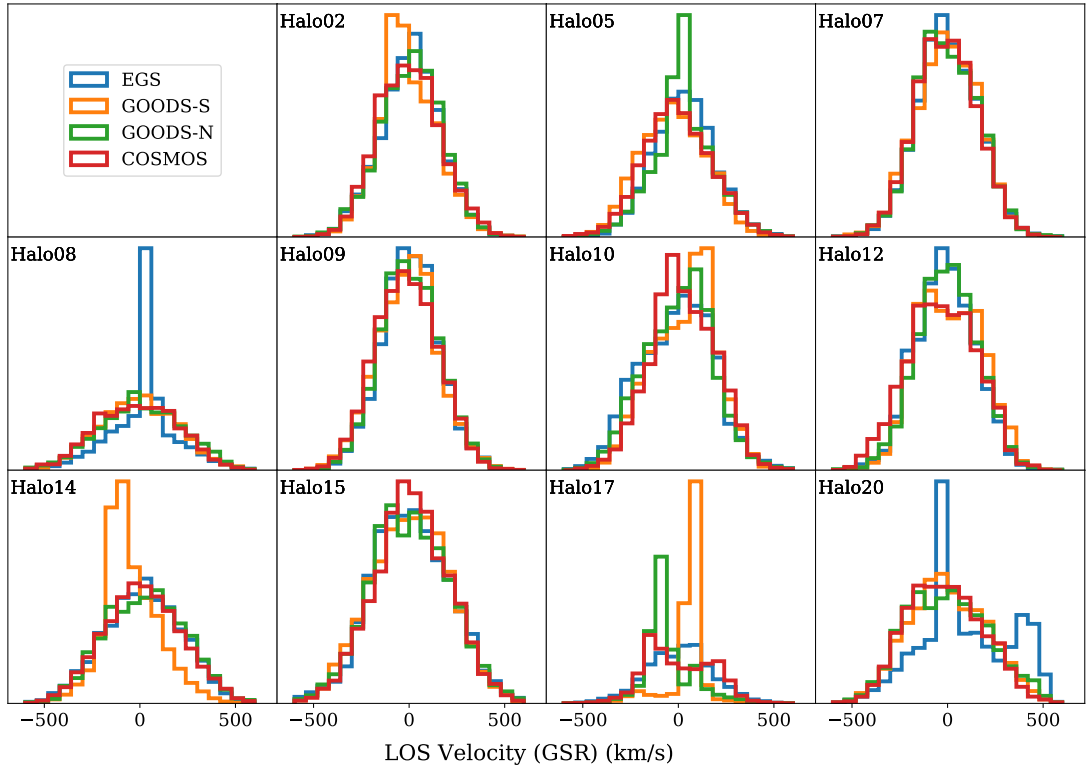 Halo02
Halo05
Halo07
EGS
GOODS-S
GOODS-N
COSMOS
Halo08
Halo09
Halo10
Halo12
Halo14
Halo15
Halo17
Halo20
−500 0 500
−500 0 500
−500 0 500
−500 0 500
LOS Velocity (GSR) (km/s)